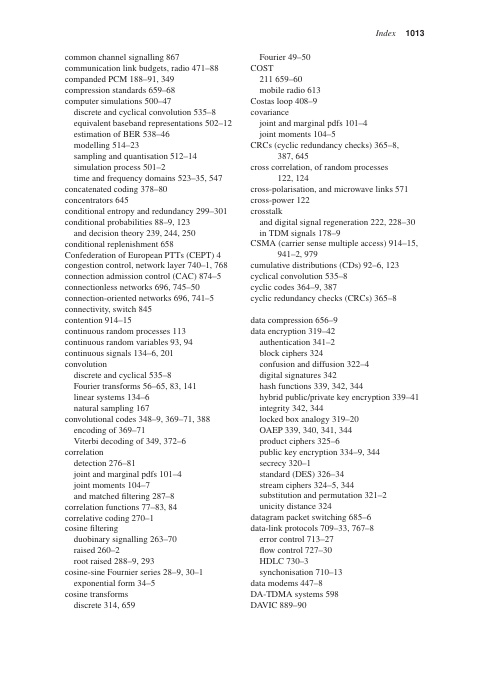 Index 1013
common channel signalling 867
communication link budgets, radio 471–88
companded PCM 188–91, 349
compression standards 659–68
computer simulations 500–47
discrete and cyclical convolution 535–8
equivalent baseband representations 502–12
estimation of BER 538–46
modelling 514–23
sampling and quantisation 512–14
simulation process 501–2
time and frequency domains 523–35, 547
concatenated coding 378–80
concentrators 645
conditional entropy and redundancy 299–301
conditional probabilities 88–9, 123
and decision theory 239, 244, 250
conditional replenishment 658
Confederation of European PTTs (CEPT) 4
congestion control, network layer 740–1, 768
connection admission control (CAC) 874–5
connectionless networks 696, 745–50
connection-oriented networks 696, 741–5
connectivity, switch 845
contention 914–15
continuous random processes 113
continuous random variables 93, 94
continuous signals 134–6, 201
convolution
discrete and cyclical 535–8
Fourier transforms 56–65, 83, 141
linear systems 134–6
natural sampling 167
convolutional codes 348–9, 369–71, 388
encoding of 369–71
Viterbi decoding of 349, 372–6
correlation
detection 276–81
joint and marginal pdfs 101–4
joint moments 104–7
and matched filtering 287–8
correlation functions 77–83, 84
correlative coding 270–1
cosine filtering
duobinary signalling 263–70
raised 260–2
root raised 288–9, 293
cosine-sine Fournier series 28–9, 30–1
exponential form 34–5
cosine transforms
discrete 314, 659
Fourier 49–50
COST
211 659–60
mobile radio 613
Costas loop 408–9
covariance
joint and marginal pdfs 101–4
joint moments 104–5
CRCs (cyclic redundancy checks) 365–8,
387, 645
cross correlation, of random processes
122, 124
cross-polarisation, and microwave links 571
cross-power 122
crosstalk
and digital signal regeneration 222, 228–30
in TDM signals 178–9
CSMA (carrier sense multiple access) 914–15,
941–2, 979
cumulative distributions (CDs) 92–6, 123
cyclical convolution 535–8
cyclic codes 364–9, 387
cyclic redundancy checks (CRCs) 365–8
data compression 656–9
data encryption 319–42
authentication 341–2
block ciphers 324
confusion and diffusion 322–4
digital signatures 342
hash functions 339, 342, 344
hybrid public/private key encryption 339–41
integrity 342, 344
locked box analogy 319–20
OAEP 339, 340, 341, 344
product ciphers 325–6
public key encryption 334–9, 344
secrecy 320–1
standard (DES) 326–34
stream ciphers 324–5, 344
substitution and permutation 321–2
unicity distance 324
datagram packet switching 685–6
data-link protocols 709–33, 767–8
error control 713–27
flow control 727–30
HDLC 730–3
synchonisation 710–13
data modems 447–8
DA-TDMA systems 598
DAVIC 889–90